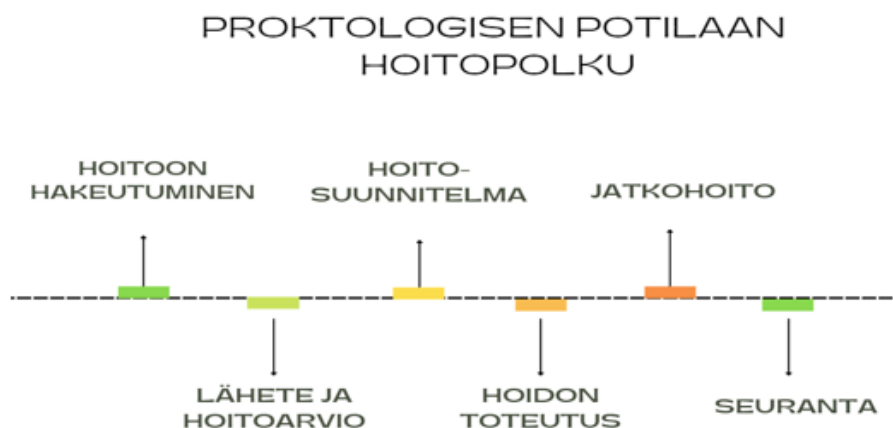 PROKTOLOGISEN POTILAAN
HOITOPOLKU
HOITOON
HAKEUTUMINEN
HOITO-
SUUNNITELMA
JATKOHOITO
LÄHETE JA
HOITOARVIO
HOIDON
TOTEUTUS
SEURANTA